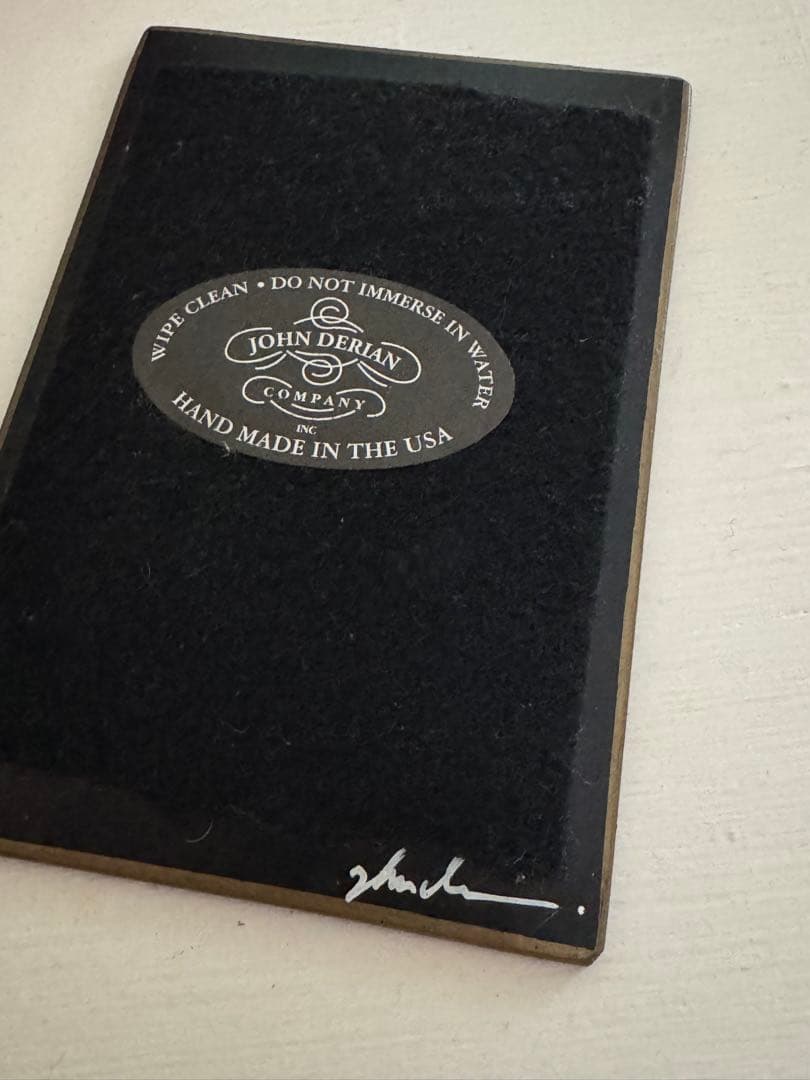 WIPE CLEAN • DO NOT IMMERSE IN WATER
JOHN DERIAN
COMPANY
INC
HAND MADE IN THE USA